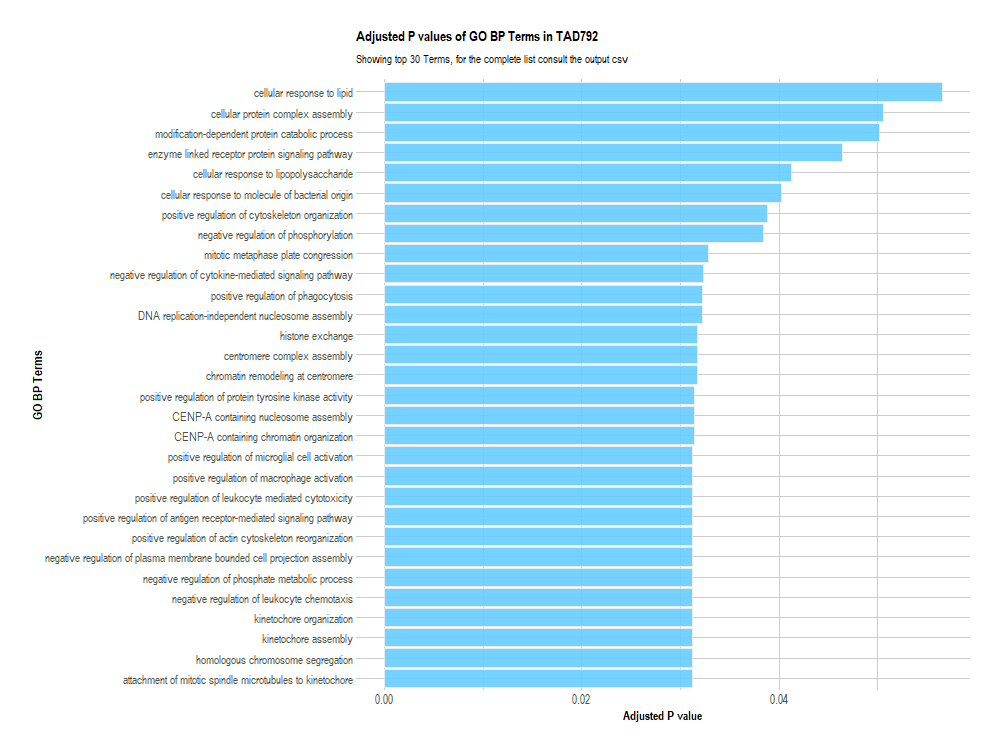 Adjusted P values of GO BP Terms in TAD792
Showing top 30 Terms, for the complete list consult the output csv
GO BP Terms
cellular response to lipid
cellular protein complex assembly
modification-dependent protein catabolic process
enzyme linked receptor protein signaling pathway
cellular response to lipopolysaccharide
cellular response to molecule of bacterial origin
positive regulation of cytoskeleton organization
negative regulation of phosphorylation
mitotic metaphase plate congression
negative regulation of cytokine-mediated signaling pathway
positive regulation of phagocytosis
DNA replication-independent nucleosome assembly
histone exchange
centromere complex assembly
chromatin remodeling at centromere
positive regulation of protein tyrosine kinase activity
CENP-A containing nucleosome assembly
CENP-A containing chromatin organization
positive regulation of microglial cell activation
positive regulation of macrophage activation
positive regulation of leukocyte mediated cytotoxicity
positive regulation of antigen receptor-mediated signaling pathway
positive regulation of actin cytoskeleton reorganization
negative regulation of plasma membrane bounded cell projection assembly
negative regulation of phosphate metabolic process
negative regulation of leukocyte chemotaxis
kinetochore organization
kinetochore assembly
homologous chromosome segregation
attachment of mitotic spindle microtubules to kinetochore
0.00 0.02 0.04
Adjusted P value